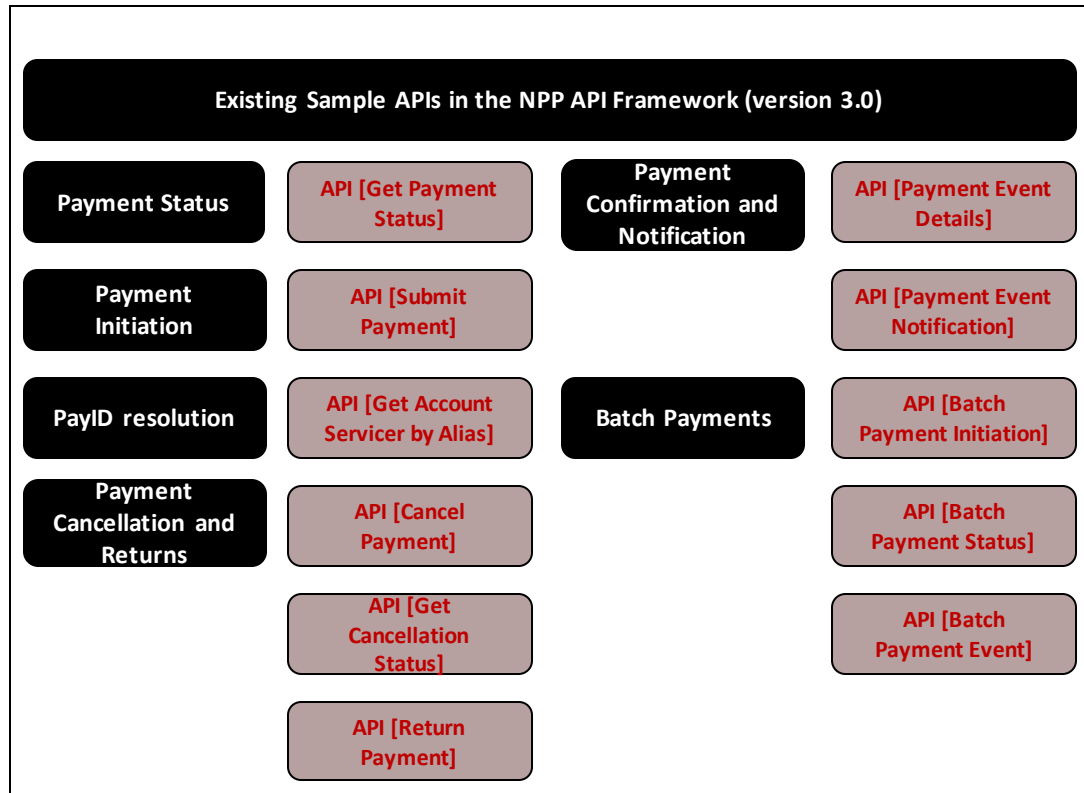 Existing Sample APIs in the NPP API Framework (version 3.0)
Payment Status
API [Get Payment
Status]
Payment
Confirmation and
Notification
API [Payment Event
Details]
Payment
Initiation
API [Submit
Payment]
API [Payment Event
Notification]
PayID resolution
API [Get Account
Servicer by Alias]
Batch Payments
API [Batch
Payment Initiation]
Payment
Cancellation and
Returns
API [Cancel
Payment]
API [Batch
Payment Status]
API [Get
Cancellation
Status]
API [Batch
Payment Event]
API [Return
Payment]